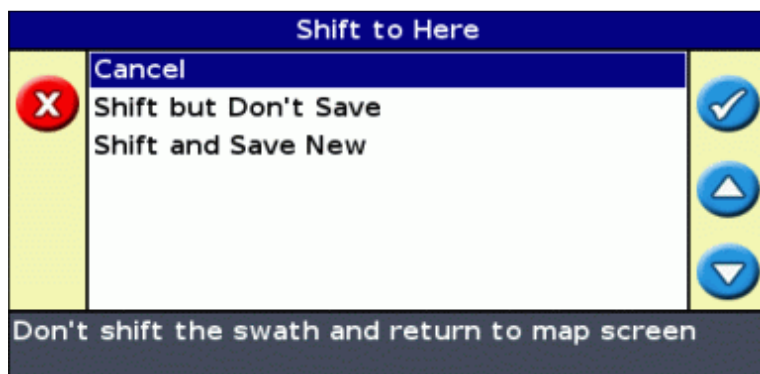 Shift to Here
Cancel
Shift but Don't Save
Shift and Save New
Don't shift the swath and return to map screen